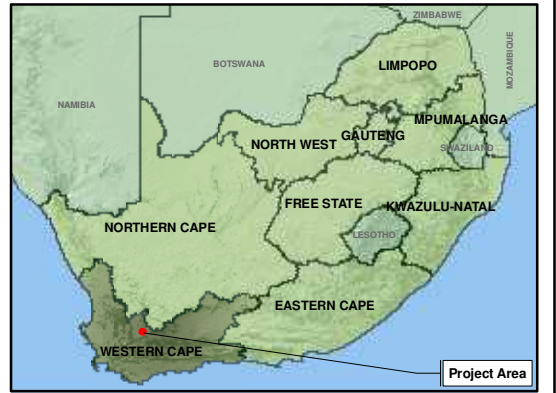 ZIMBABWE
BOTSWANA
MOZAMBIQUE
NAMIBIA
LIMPOPO
MPUMALANGA
GAUTENG
NORTH WEST
SWAZILAND
FREE STATE
KWAZULU-NATAL
NORTHERN CAPE
LESOTHO
EASTERN CAPE
WESTERN CAPE
Project Area